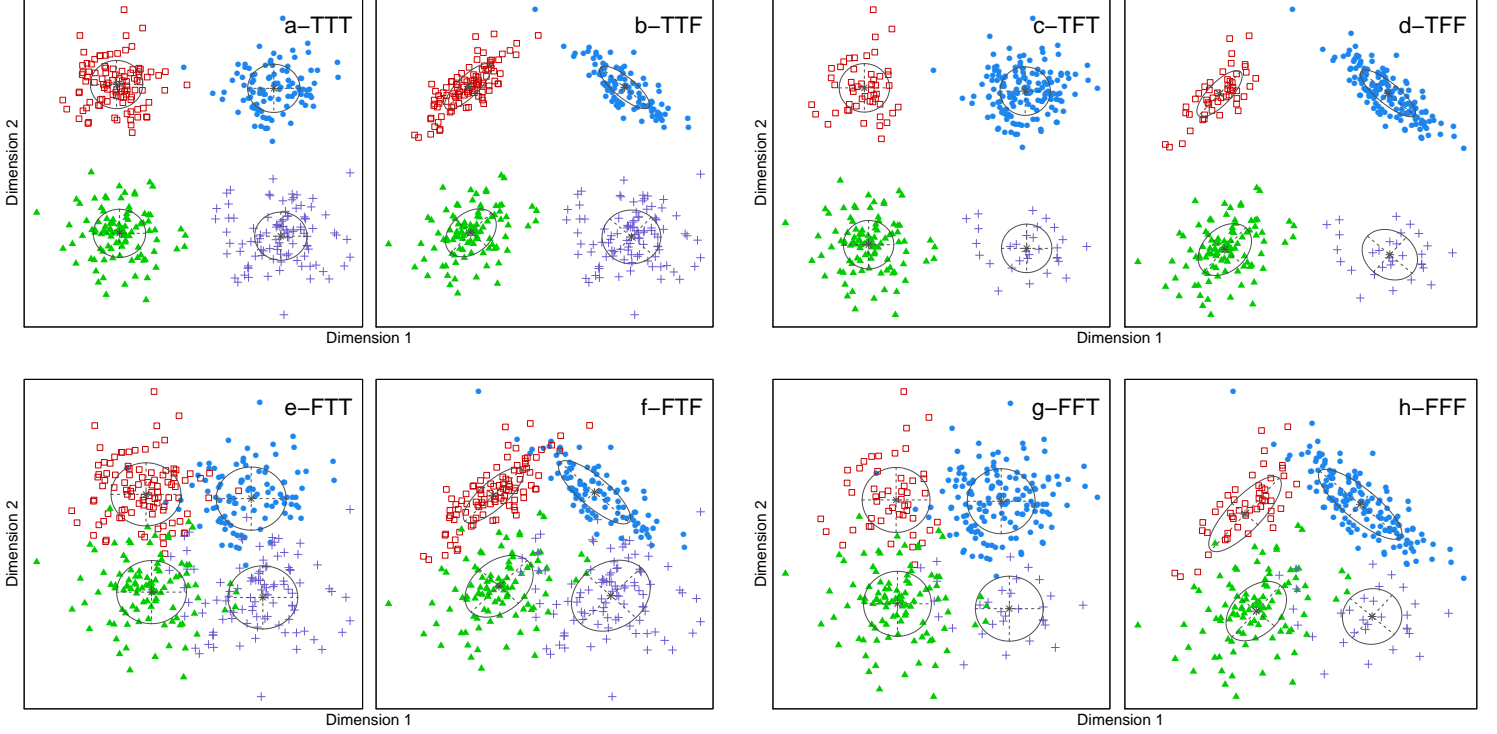 a−TTT
b−TTF
c−TFT
d−TFF
Dimension 2
Dimension 2
Dimension 1
Dimension 1
e−FTT
f−FTF
g−FFT
h−FFF
Dimension 2
Dimension 2
Dimension 1
Dimension 1